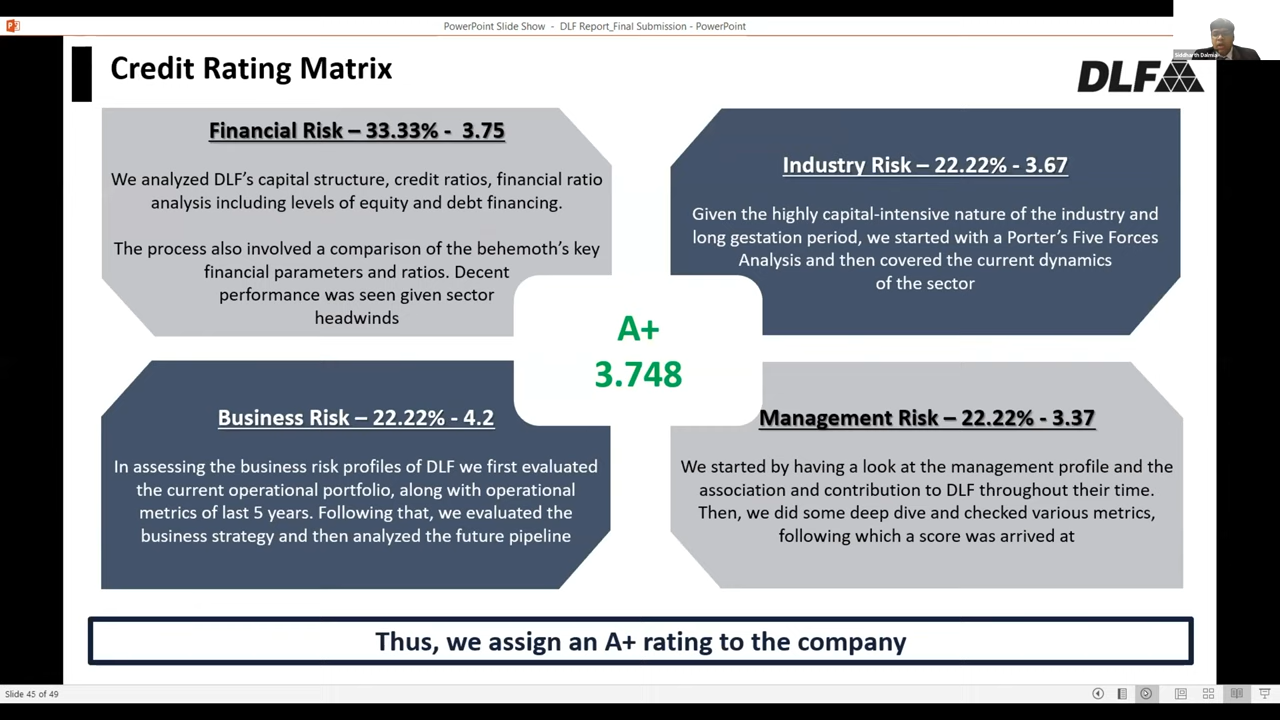 PowerPoint Slide Show - DLF Report_Final Submission - PowerPoint
Siddharth Dalmia
Credit Rating Matrix
DLF
Financial Risk – 33.33% - 3.75
We analyzed DLF's capital structure, credit ratios, financial ratio
analysis including levels of equity and debt financing.
The process also involved a comparison of the behemoth's key
financial parameters and ratios. Decent
performance was seen given sector
headwinds
Industry Risk – 22.22% - 3.67
Given the highly capital-intensive nature of the industry and
long gestation period, we started with a Porter's Five Forces
Analysis and then covered the current dynamics
of the sector
A+
3.748
Business Risk – 22.22% - 4.2
In assessing the business risk profiles of DLF we first evaluated
the current operational portfolio, along with operational
metrics of last 5 years. Following that, we evaluated the
business strategy and then analyzed the future pipeline
Management Risk – 22.22% - 3.37
We started by having a look at the management profile and the
association and contribution to DLF throughout their time.
Then, we did some deep dive and checked various metrics,
following which a score was arrived at
Thus, we assign an A+ rating to the company
Slide 45 of 49